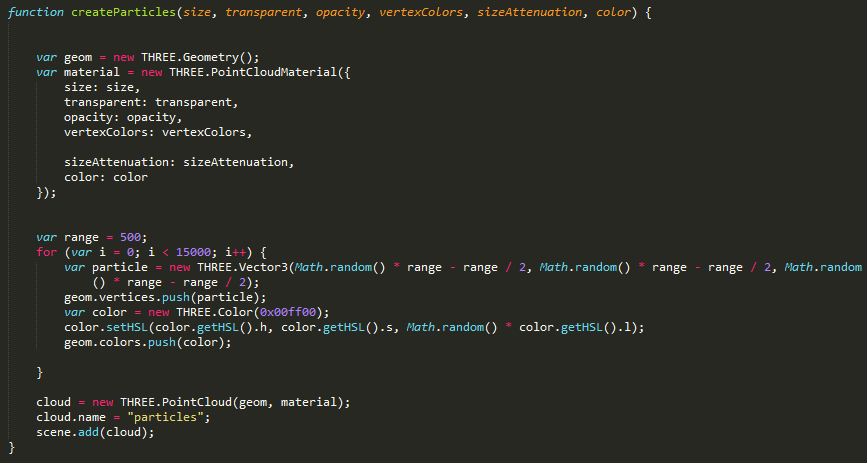 function createParticles(size, transparent, opacity, vertexColors, sizeAttenuation, color) {
var geom = new THREE.Geometry();
var material = new THREE.PointCloudMaterial({
size: size,
transparent: transparent,
opacity: opacity,
vertexColors: vertexColors,
sizeAttenuation: sizeAttenuation,
color: color
});
var range = 500;
for (var i = 0; i < 15000; i++) {
var particle = new THREE.Vector3(Math.random() * range - range / 2, Math.random() * range - range / 2, Math.random
() * range - range / 2);
geom.vertices.push(particle);
var color = new THREE.Color(0x00ff00);
color.setHSL(color.getHSL().h, color.getHSL().s, Math.random() * color.getHSL().l);
geom.colors.push(color);
}
cloud = new THREE.PointCloud(geom, material);
cloud.name = "particles";
scene.add(cloud);
}